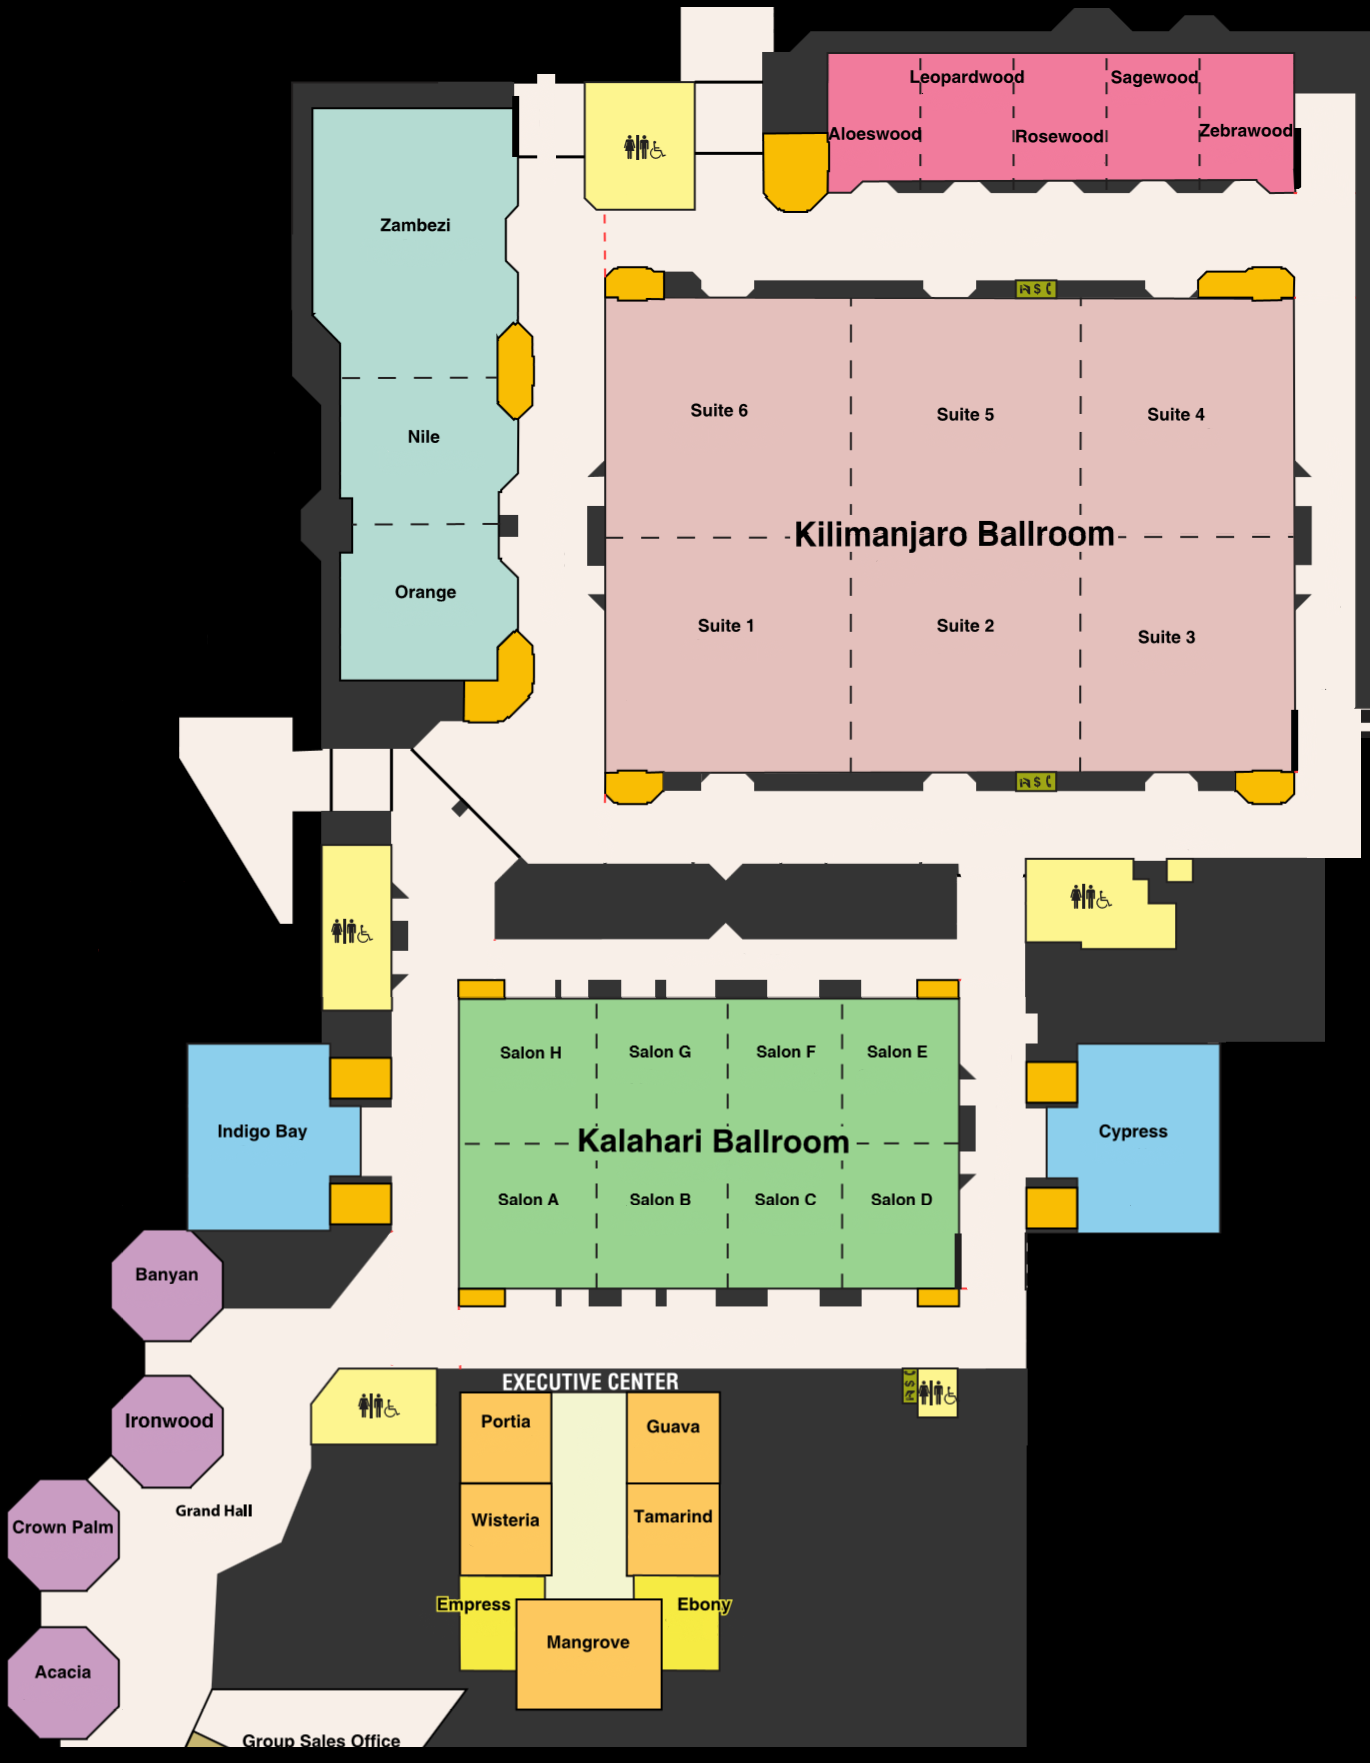 Leopardwood
Sagewood
Aloeswood
Rosewood
Zebrawood
Zambezi
$
Suite 6
Suite 5
Suite 4
Nile
Kilimanjaro Ballroom
Orange
Suite 1
Suite 2
Suite 3
$
Salon H
Salon G
Salon F
Salon E
Indigo Bay
Kalahari Ballroom
Cypress
Salon A
Salon B
Salon C
Salon D
Banyan
EXECUTIVE CENTER
$
Portia
Guava
Ironwood
Grand Hall
Wisteria
Tamarind
Crown Palm
Empress
Ebony
Mangrove
Acacia
Group Sales Office